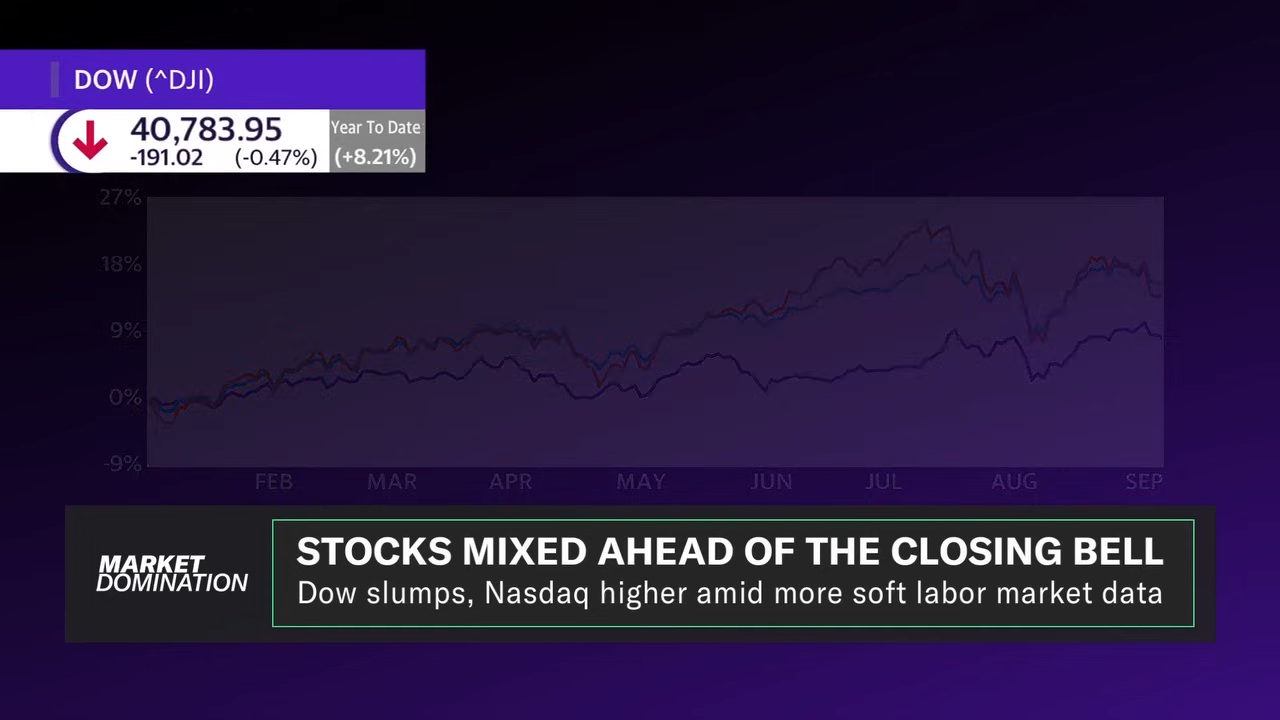 DOW (^DJI)
40,783.95
-191.02 (-0.47%)
Year To Date
(+8.21%)
27%
18%
9%
0%
-9%
FEB MAR APR MAY JUN JUL AUG SEP
MARKET
DOMINATION
STOCKS MIXED AHEAD OF THE CLOSING BELL
Dow slumps, Nasdaq higher amid more soft labor market data